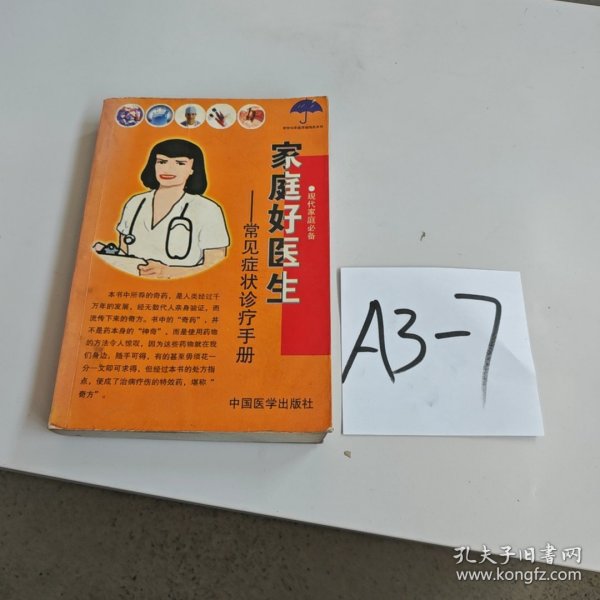 家庭好医生
——常见症状诊疗手册
●现代家庭必备
本书中所荐的奇药，是人类经过千
万年的发展，经无数代人亲身验证，而
流传下来的奇方。书中的“奇药”，并
不是药本身的“神奇”，而是使用药物
的方法令人惊叹，因为这些药物就在我
们身边，随手可得，有的甚至毋须花一
分一文即可求得，但经过本书的处方指
点，便成了治病疗伤的特效药，堪称“
奇方”。
中国医学出版社
A3-7
孔夫子旧书网
www.kongfz.com